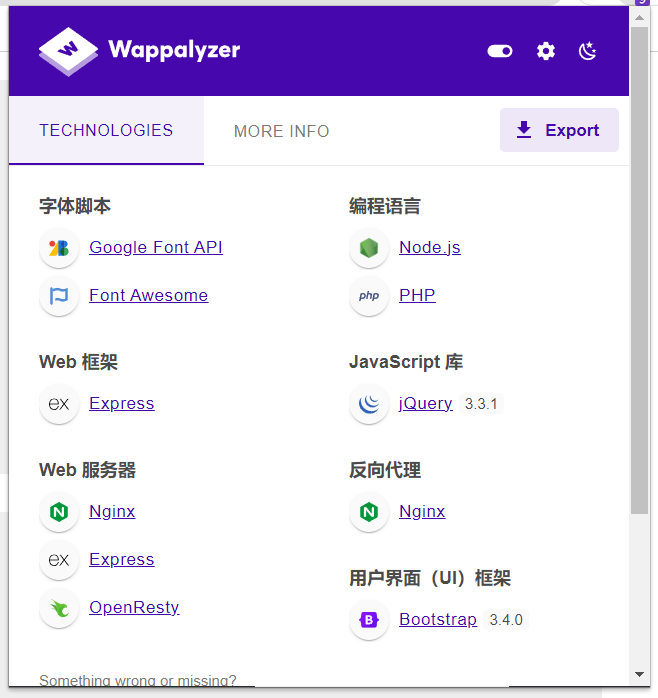 Wappalyzer
TECHNOLOGIES
MORE INFO
Export
字体脚本
Google Font API
Font Awesome
Web 框架
ex
Express
Web 服务器
Nginx
ex
Express
OpenResty
编程语言
Node.js
php
PHP
JavaScript 库
jQuery 3.3.1
反向代理
Nginx
用户界面（UI）框架
B
Bootstrap 3.4.0
Something wrong or missing?